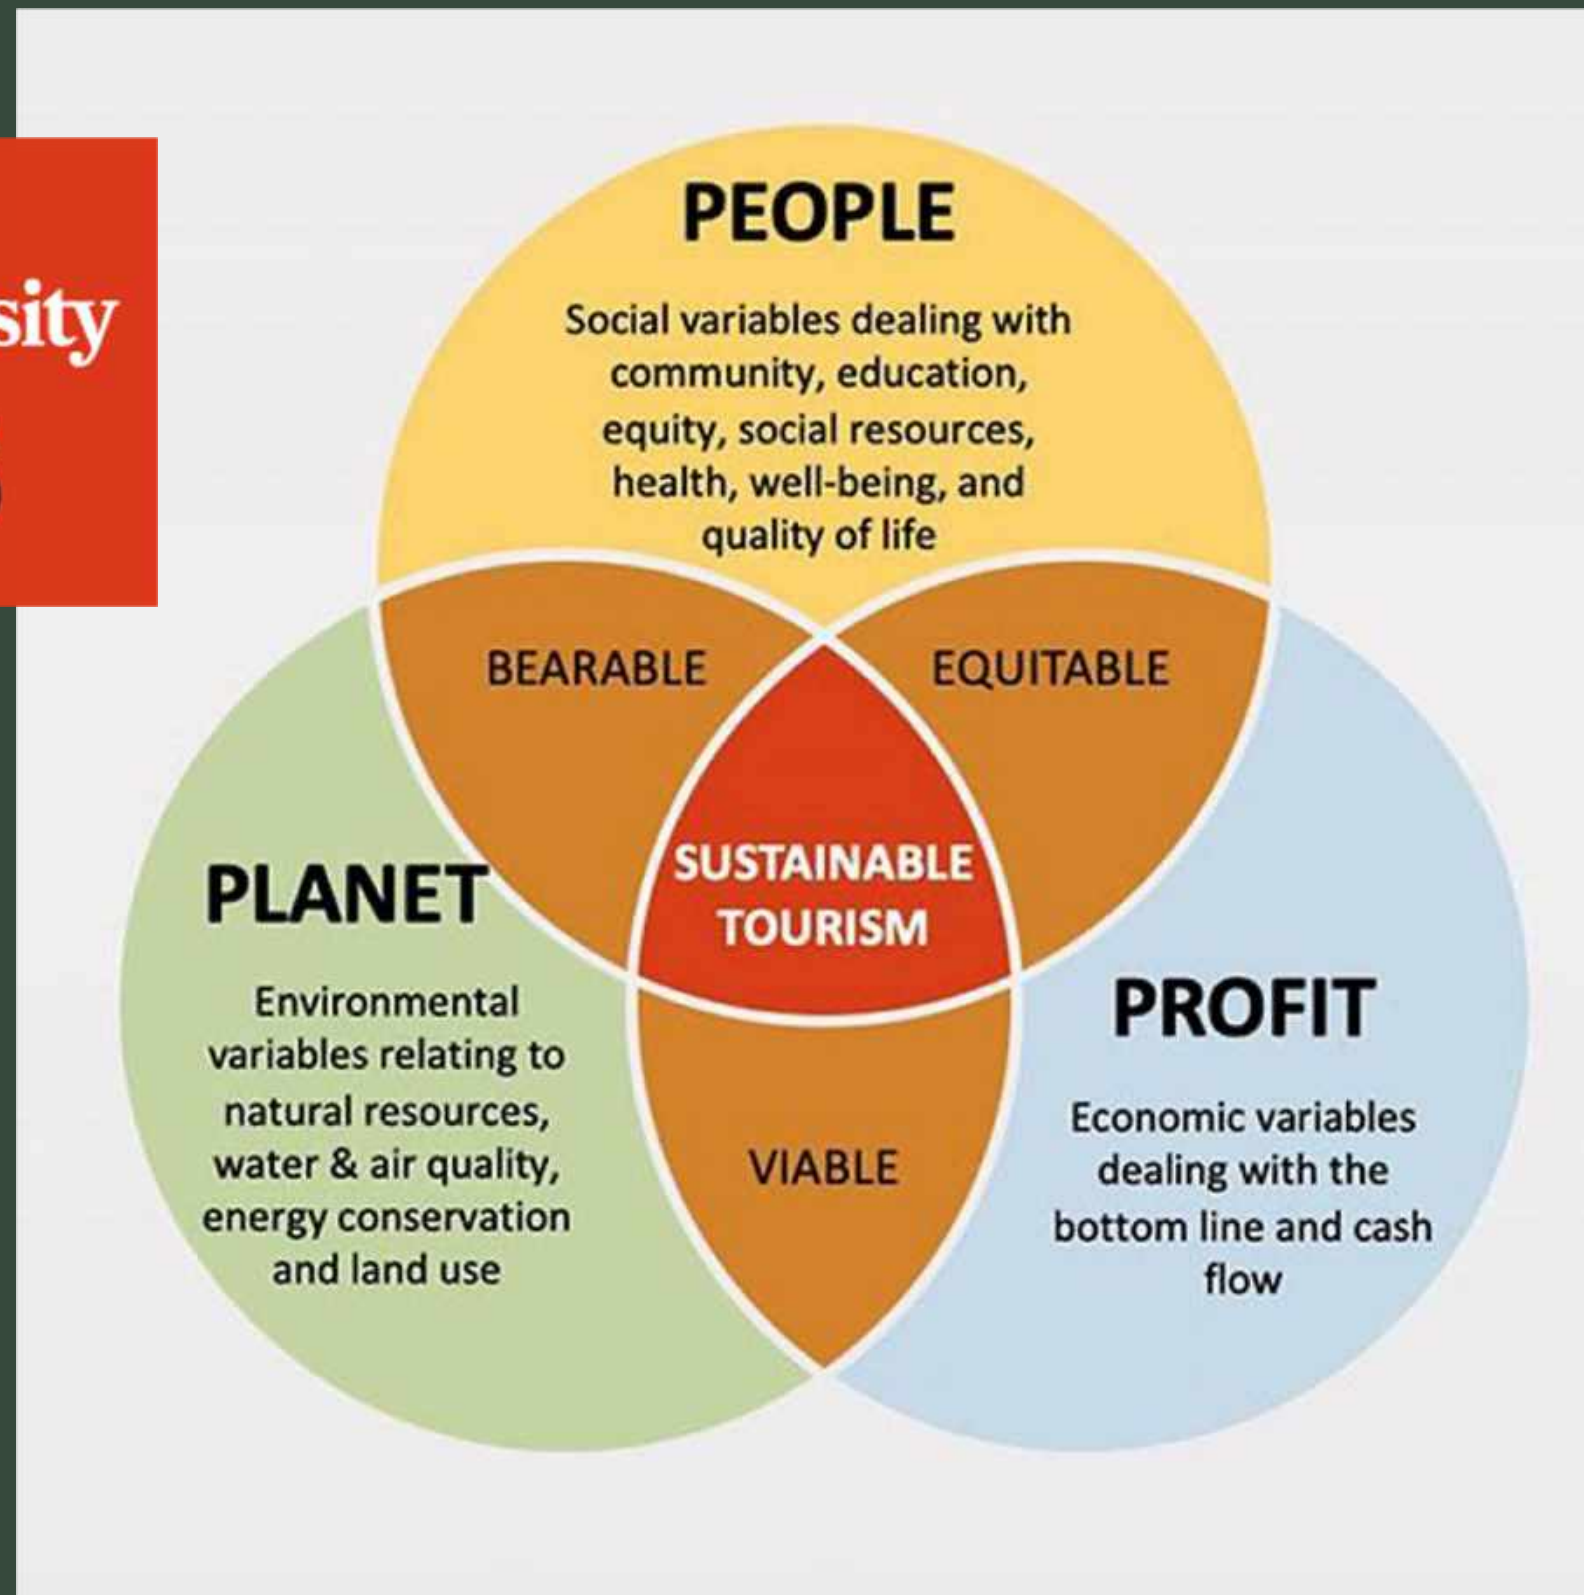 sity
PEOPLE
Social variables dealing with
community, education,
equity, social resources,
health, well-being, and
quality of life
BEARABLE
EQUITABLE
SUSTAINABLE
TOURISM
PLANET
Environmental
variables relating to
natural resources,
water & air quality,
energy conservation
and land use
VIABLE
PROFIT
Economic variables
dealing with the
bottom line and cash
flow